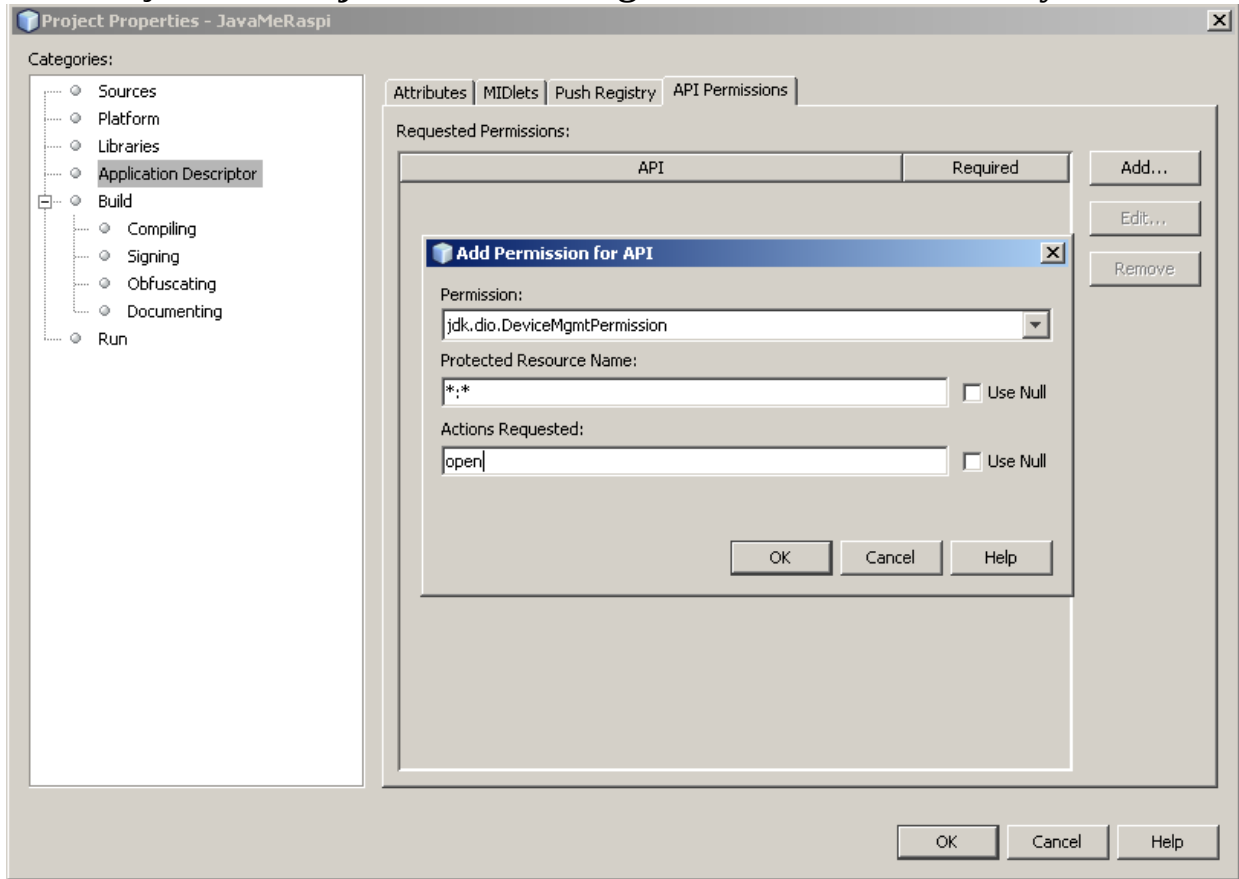 Project Properties - JavaMeRaspi
Categories:
Sources
Platform
Libraries
Application Descriptor
Build
Compiling
Signing
Obfuscating
Documenting
Run
Attributes MIDlets Push Registry API Permissions
Requested Permissions:
API Required
Add...
Edit...
Remove
Add Permission for API
Permission:
jdk.dio.DeviceMgmtPermission
Protected Resource Name:
*:* Use Null
Actions Requested:
open Use Null
OK Cancel Help
OK Cancel Help